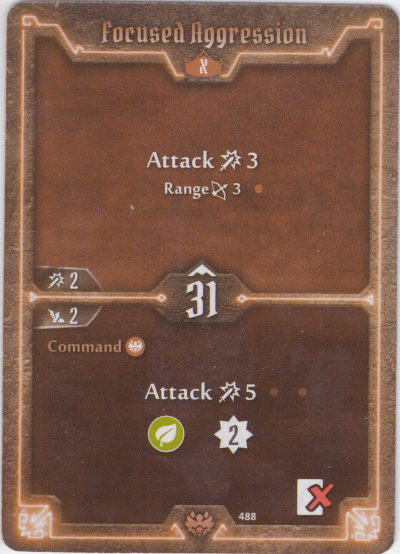 Focused Aggression
א
Attack 3
Range 3
2
31
2
Command
Attack 5
2
488